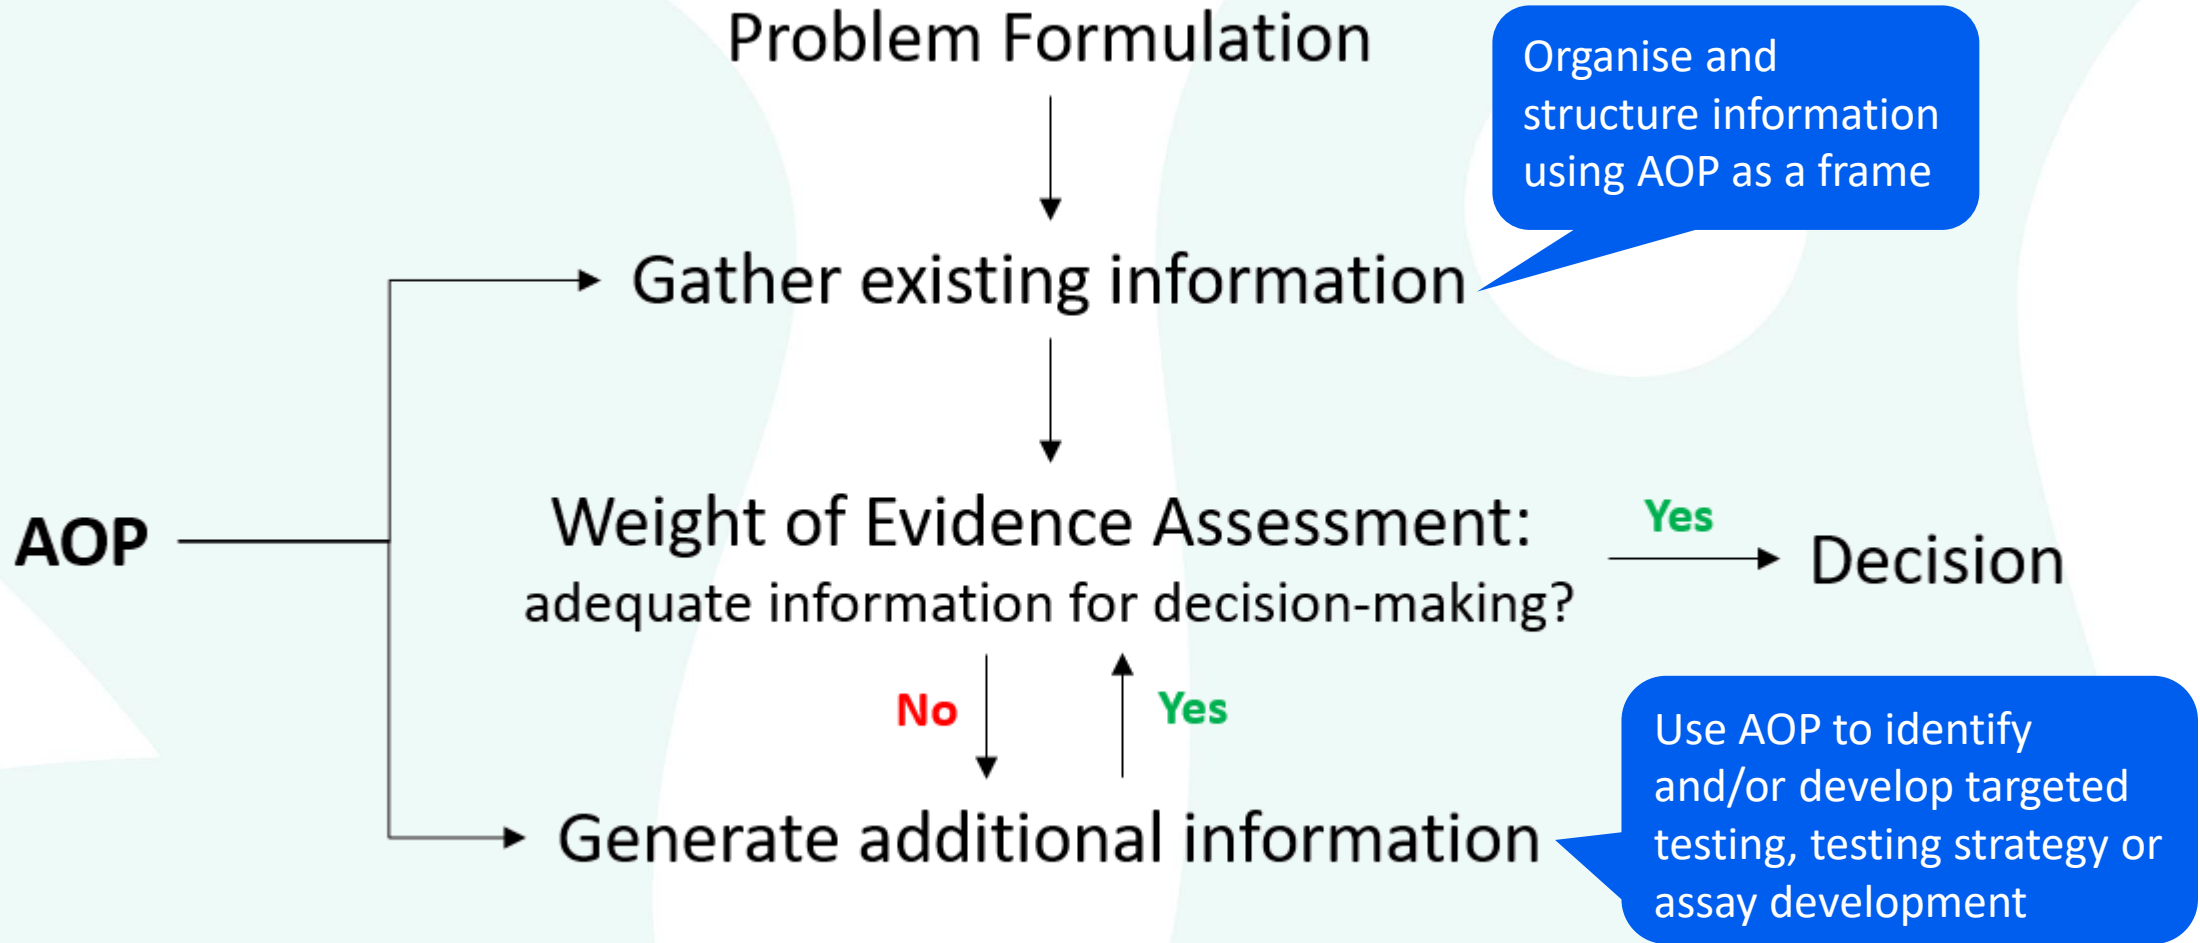 Problem Formulation
Organise and
structure information
using AOP as a frame
Gather existing information
AOP
Weight of Evidence Assessment:
adequate information for decision-making?
Yes
Decision
No
Yes
Generate additional information
Use AOP to identify
and/or develop targeted
testing, testing strategy or
assay development